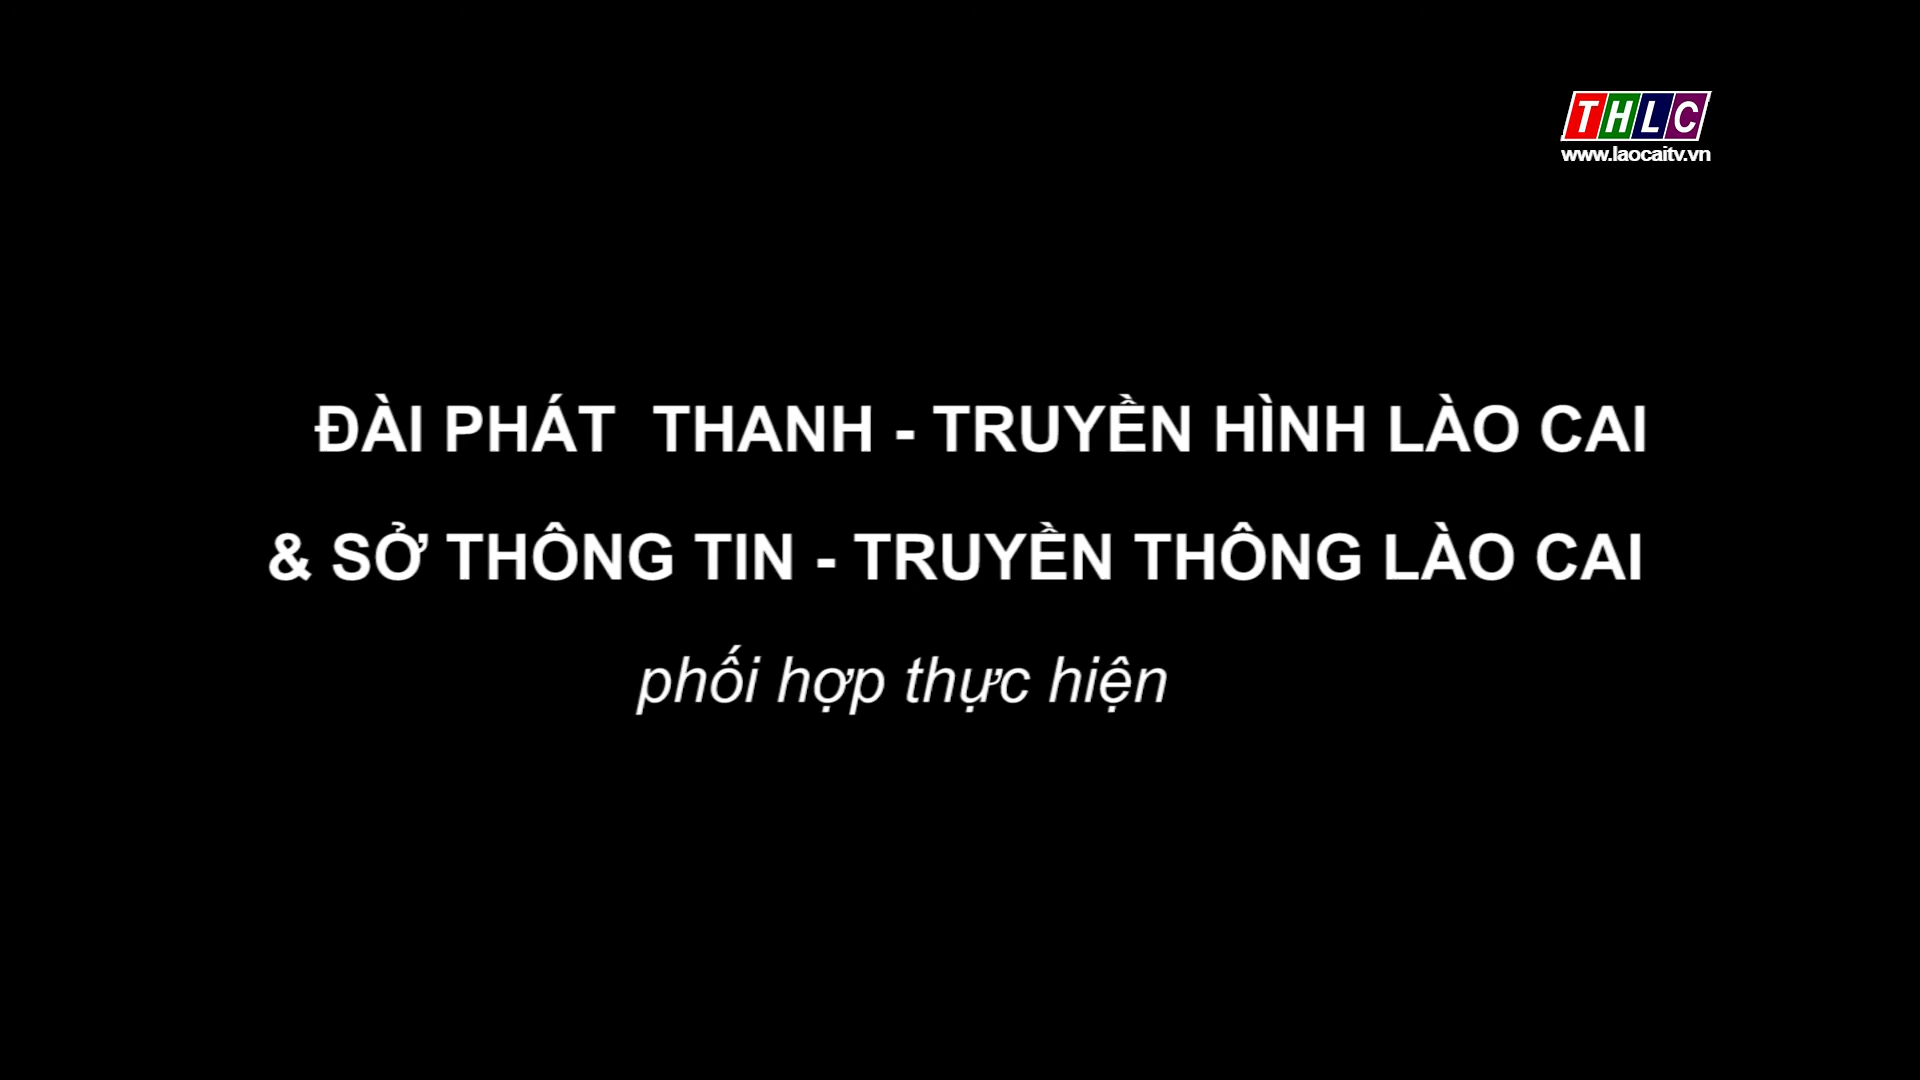 THLC
www.laocaitv.vn
ĐÀI PHÁT THANH - TRUYỀN HÌNH LÀO CAI
& SỞ THÔNG TIN - TRUYỀN THÔNG LÀO CAI
phối hợp thực hiện